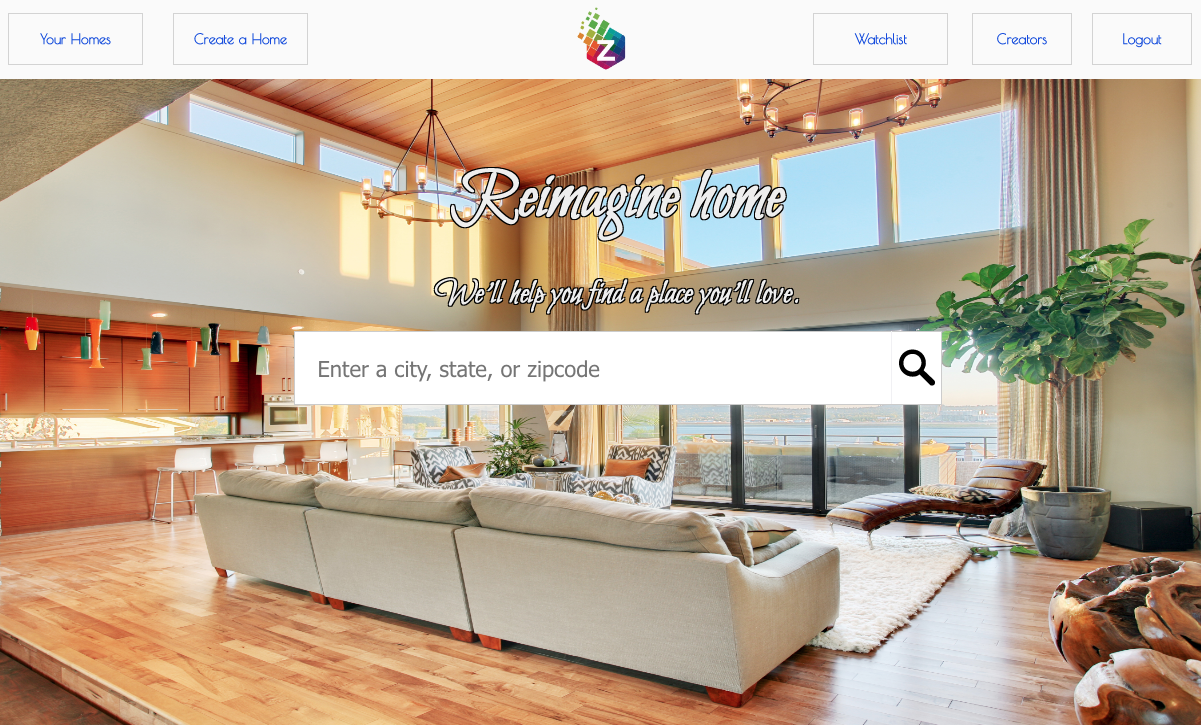 Your Homes
Create a Home
Z
Watchlist
Creators
Logout
Reimagine home
We'll help you find a place you'll love.
Enter a city, state, or zipcode